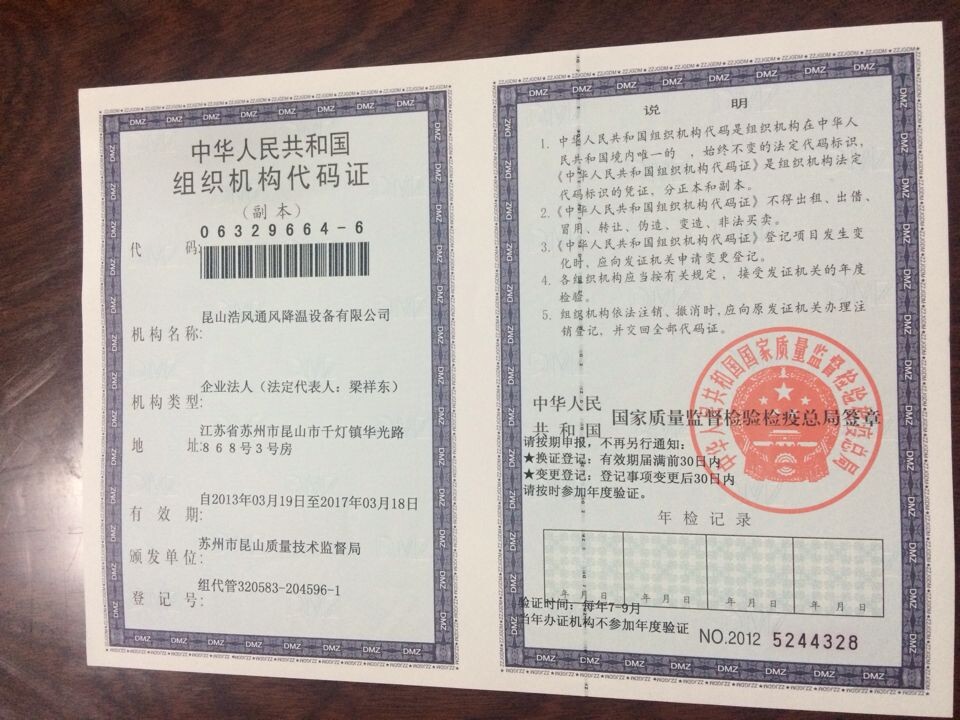 中华人民共和国
组织机构代码证
（副本）
代 码: 06329664-6
机构名称: 昆山浩风通风降温设备有限公司
机构类型: 企业法人（法定代表人：梁祥东）
地 址: 江苏省苏州市昆山市千灯镇华光路
868号3号房
有 效 期: 自2013年03月19日至2017年03月18日
颁发单位: 苏州市昆山质量技术监督局
登 记 号: 组代管320583-204596-1
说 明
1. 中华人民共和国组织机构代码是组织机构在中华人
民共和国境内唯一的，始终不变的法定代码标识，
《中华人民共和国组织机构代码证》是组织机构法定
代码标识的凭证，分正本和副本。
2.《中华人民共和国组织机构代码证》不得出租、出借、
冒用、转让、伪造、变造、非法买卖。
3.《中华人民共和国组织机构代码证》登记项目发生变
化时，应向发证机关申请变更登记。
4. 各组织机构应当按有关规定，接受发证机关的年度
检验。
5. 组织机构依法注销、撤消时，应向原发证机关办理注
销登记，并交回全部代码证。
中华人民
共和国 国家质量监督检验检疫总局签章
中华人民共和国国家质量监督检验检疫总局
请按期申报，不再另行通知：
★换证登记：有效期届满前30日内
★变更登记：登记事项变更后30日内
请按时参加年度验证。
年检记录
年 月 日 年 月 日 年 月 日 年 月 日
验证时间：每年7-9月
当年办证机构不参加年度验证
NO.2012 5244328